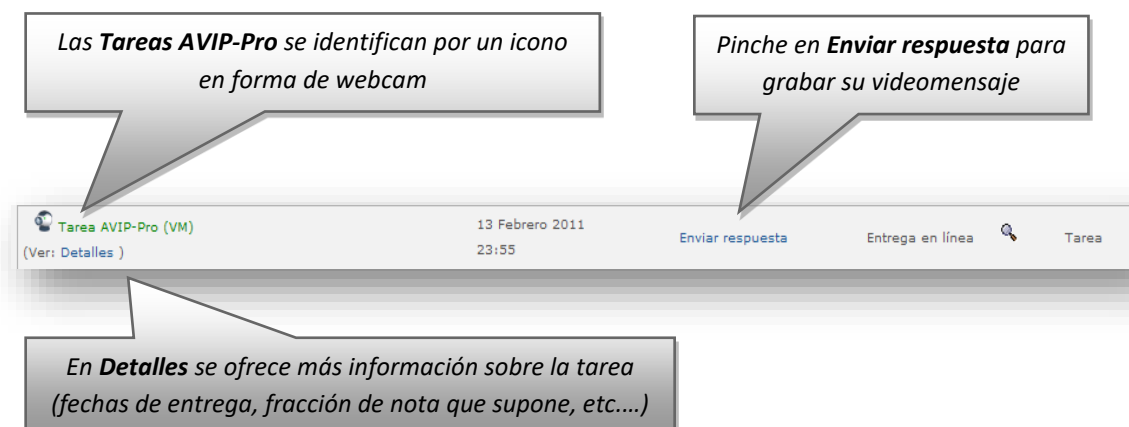 Las Tareas AVIP-Pro se identifican por un icono
en forma de webcam
Pinche en Enviar respuesta para
grabar su videomensaje
Tarea AVIP-Pro (VM)
(Ver: Detalles )
13 Febrero 2011
23:55
Enviar respuesta
Entrega en línea
Tarea
En Detalles se ofrece más información sobre la tarea
(fechas de entrega, fracción de nota que supone, etc.…)